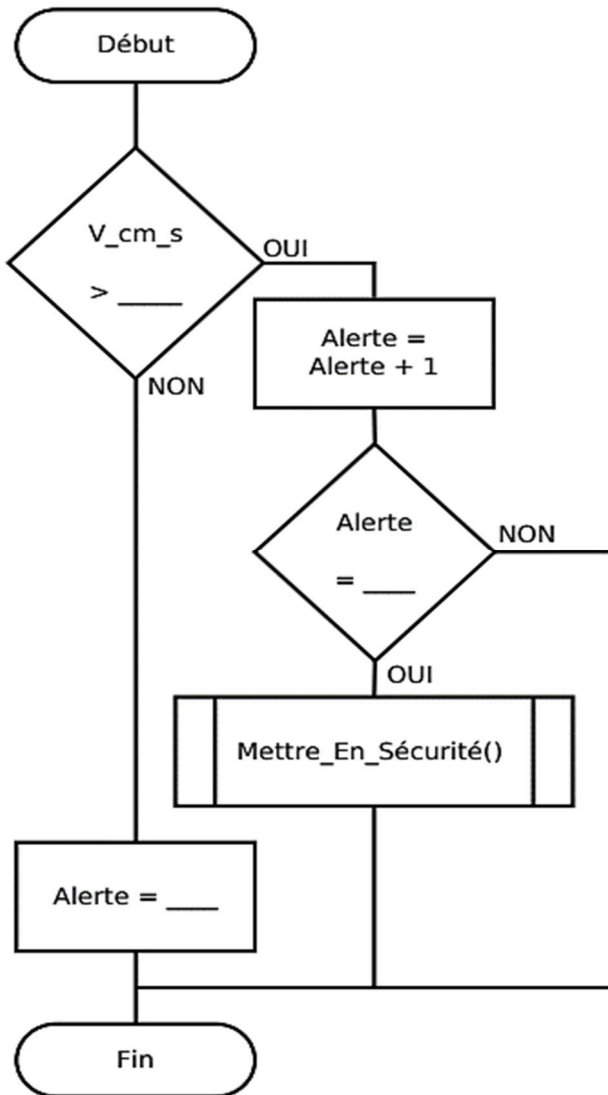 Début
V_cm_s
> _____
OUI
NON
Alerte =
Alerte + 1
Alerte
= ____
NON
OUI
Mettre_En_Sécurité()
Alerte = ____
Fin